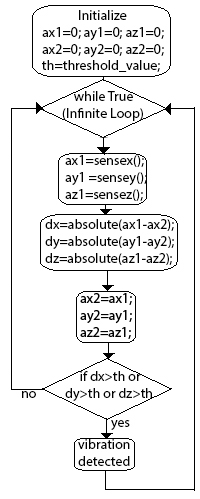 Initialize
ax1=0; ay1=0; az1=0;
ax2=0; ay2=0; az2=0;
th=threshold_value;
while True
(Infinite Loop)
ax1=sensex();
ay1 =sensey();
az1=sensez();
dx=absolute(ax1-ax2);
dy=absolute(ay1-ay2);
dz=absolute(az1-az2);
ax2=ax1;
ay2=ay1;
az2=az1;
if dx>th or
dy>th or dz>th
no
yes
vibration
detected